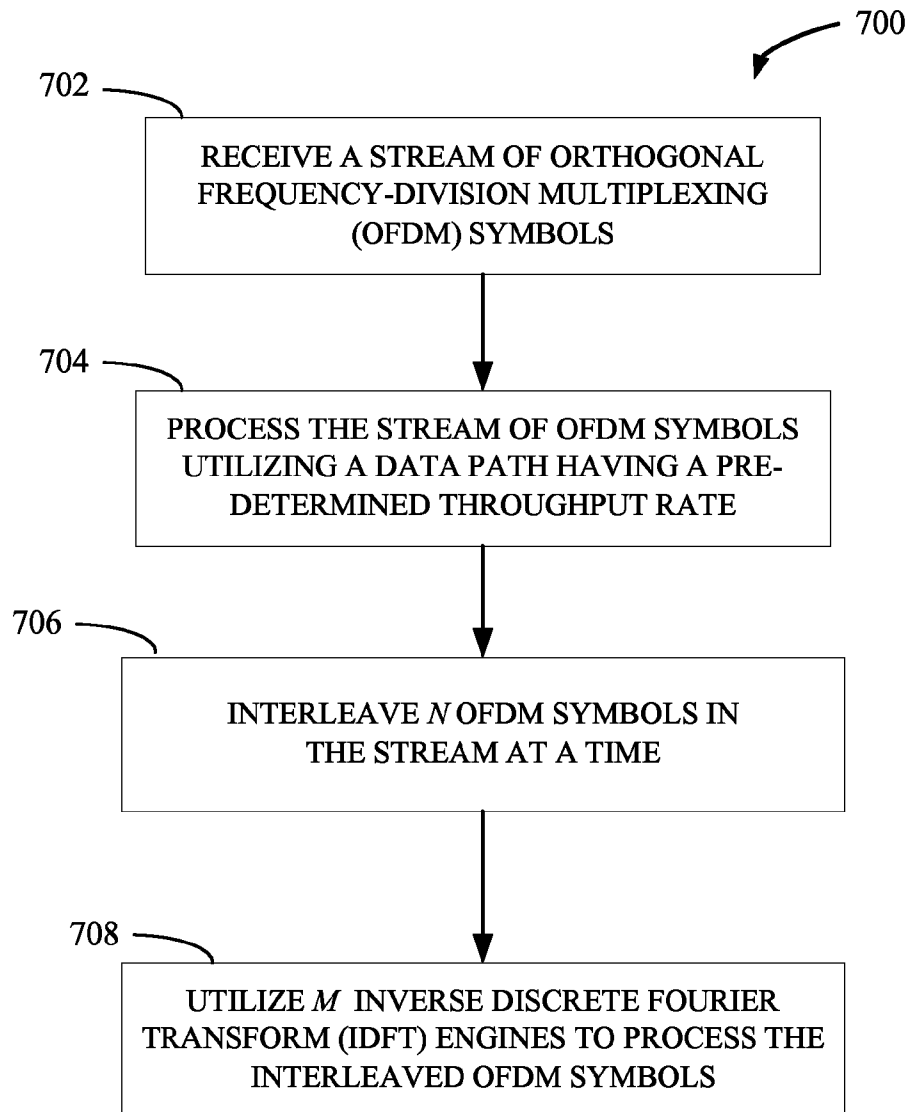 700
702
RECEIVE A STREAM OF ORTHOGONAL
FREQUENCY-DIVISION MULTIPLEXING
(OFDM) SYMBOLS
704
PROCESS THE STREAM OF OFDM SYMBOLS
UTILIZING A DATA PATH HAVING A PRE-
DETERMINED THROUGHPUT RATE
706
INTERLEAVE N OFDM SYMBOLS IN
THE STREAM AT A TIME
708
UTILIZE M INVERSE DISCRETE FOURIER
TRANSFORM (IDFT) ENGINES TO PROCESS THE
INTERLEAVED OFDM SYMBOLS